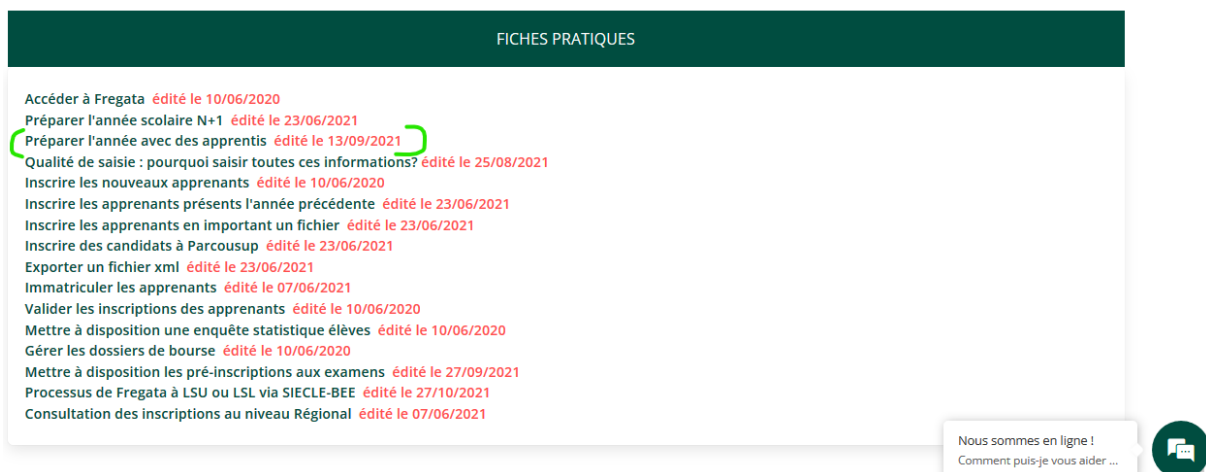 FICHES PRATIQUES
Accéder à Fregata édité le 10/06/2020
Préparer l'année scolaire N+1 édité le 23/06/2021
Préparer l'année avec des apprentis édité le 13/09/2021
Qualité de saisie : pourquoi saisir toutes ces informations? édité le 25/08/2021
Inscrire les nouveaux apprenants édité le 10/06/2020
Inscrire les apprenants présents l'année précédente édité le 23/06/2021
Inscrire les apprenants en important un fichier édité le 23/06/2021
Inscrire des candidats à Parcousup édité le 23/06/2021
Exporter un fichier xml édité le 23/06/2021
Immatriculer les apprenants édité le 07/06/2021
Valider les inscriptions des apprenants édité le 10/06/2020
Mettre à disposition une enquête statistique élèves édité le 10/06/2020
Gérer les dossiers de bourse édité le 10/06/2020
Mettre à disposition les pré-inscriptions aux examens édité le 27/09/2021
Processus de Fregata à LSU ou LSL via SIECLE-BEE édité le 27/10/2021
Consultation des inscriptions au niveau Régional édité le 07/06/2021
Nous sommes en ligne !
Comment puis-je vous aider ...